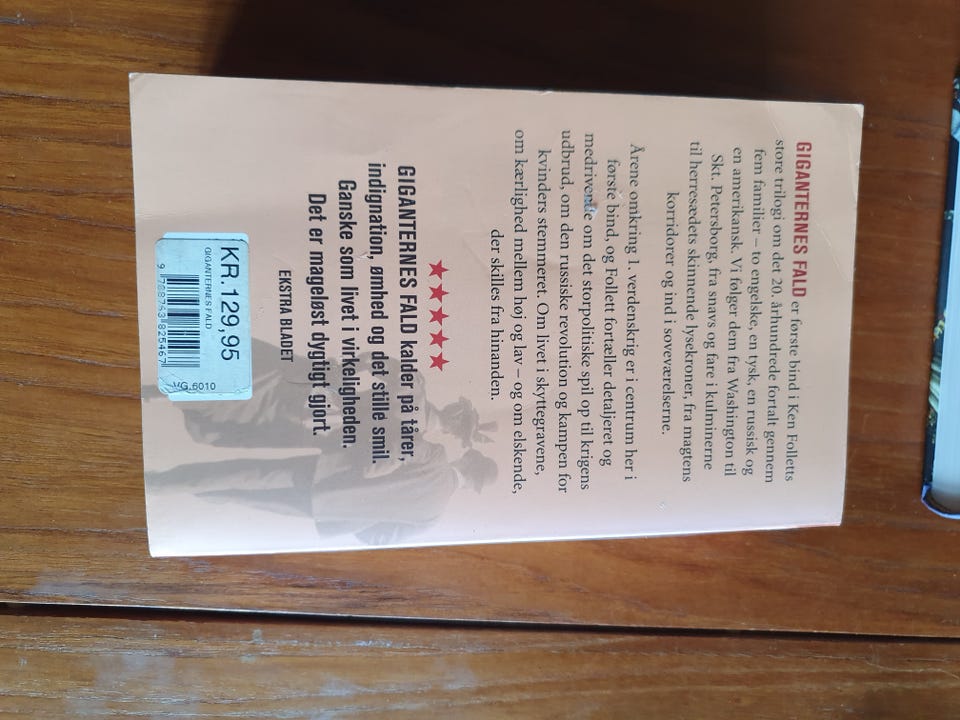 GIGANTERNES FALD er første bind i Ken Folletts
store trilogi om det 20. århundrede fortalt gennem
fem familier – to engelske, en tysk, en russisk og
en amerikansk. Vi følger dem fra Washington til
Skt. Petersborg, fra snavs og fare i kulminerne
til herresædets skinnende lysekroner, fra magtens
korridorer og ind i soveværelserne.
Årene omkring 1. verdenskrig er i centrum her i
første bind, og Follett fortæller detaljeret og
medrivende om det storpolitiske spil op til krigens
udbrud, om den russiske revolution og kampen for
kvinders stemmeret. Om livet i skyttegravene,
om kærlighed mellem høj og lav – og om elskende,
der skilles fra hinanden.
★★★★★
GIGANTERNES FALD kalder på tårer,
indignation, ømhed og det stille smil.
Ganske som livet i virkeligheden.
Det er mageløst dygtigt gjort.
EKSTRA BLADET
KR.129,95
GIGANTERNES FALD
9 788763 825467
VG.6010